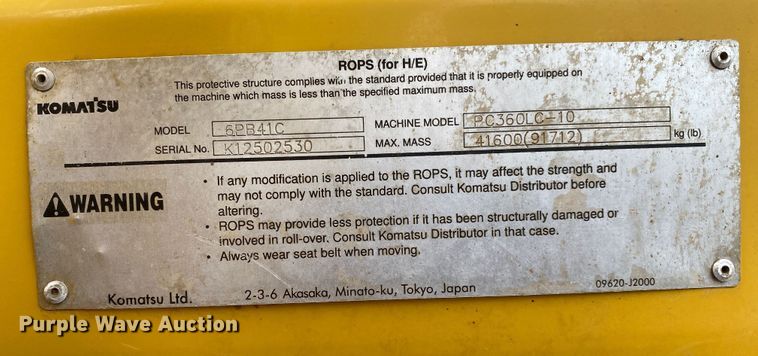 ROPS (for H/E)
This protective structure complies with the standard provided that it is properly equipped on
the machine which mass is less than the specified maximum mass.
KOMATSU
MODEL 6PB41C MACHINE MODEL PC360LC-10
SERIAL No. K12502530 MAX. MASS 41600(91712) kg (lb)
WARNING
• If any modification is applied to the ROPS, it may affect the strength and
may not comply with the standard. Consult Komatsu Distributor before
altering.
• ROPS may provide less protection if it has been structurally damaged or
involved in roll-over. Consult Komatsu Distributor in that case.
• Always wear seat belt when moving.
Komatsu Ltd. 2-3-6 Akasaka, Minato-ku, Tokyo, Japan 09620-J2000
Purple Wave Auction